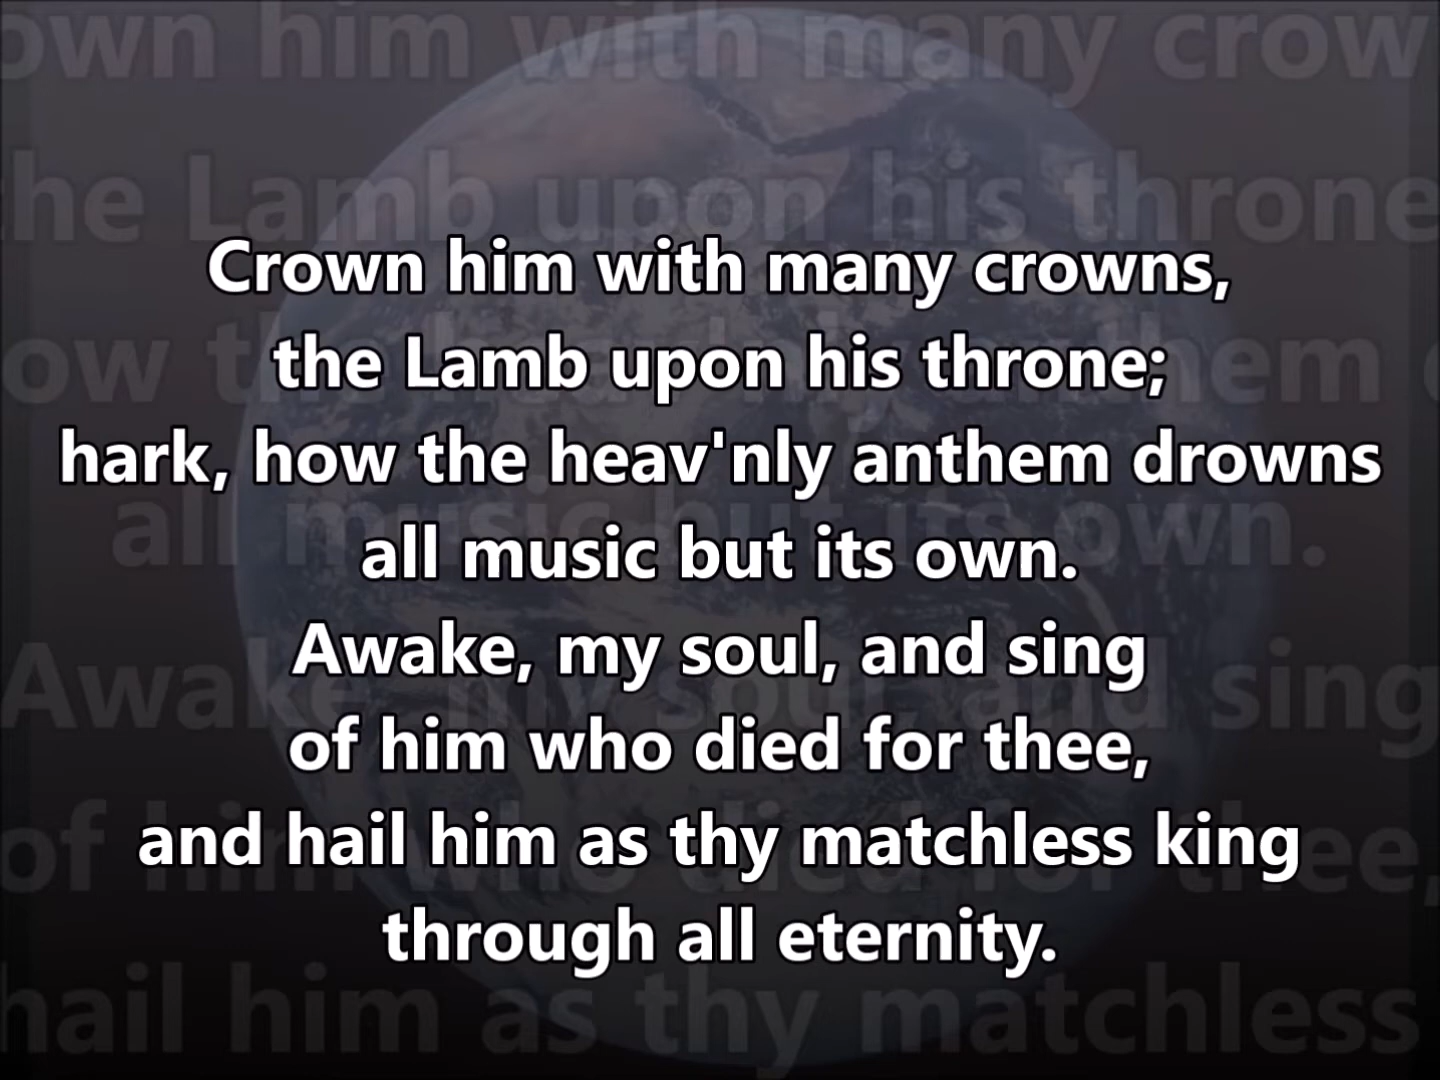 Crown him with many crowns,
the Lamb upon his throne;
hark, how the heav'nly anthem drowns
all music but its own.
Awake, my soul, and sing
of him who died for thee,
and hail him as thy matchless king
through all eternity.